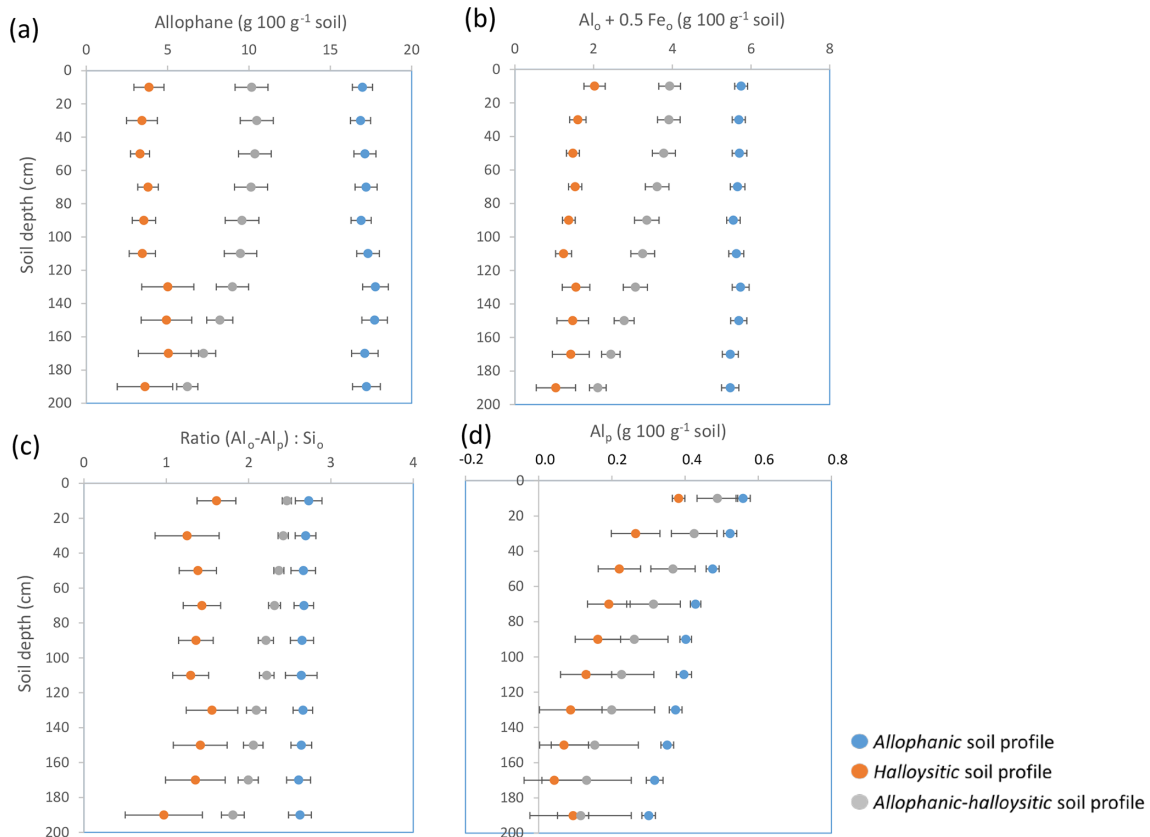 (a)
Allophane (g 100 g⁻¹ soil)
0 5 10 15 20
Soil depth (cm)
0
20
40
60
80
100
120
140
160
180
200
(b)
Alₒ + 0.5 Feₒ (g 100 g⁻¹ soil)
0 2 4 6 8
0
20
40
60
80
100
120
140
160
180
200
(c)
Ratio (Alₒ-Alₚ) : Siₒ
0 1 2 3 4
Soil depth (cm)
0
20
40
60
80
100
120
140
160
180
200
(d)
Alₚ (g 100 g⁻¹ soil)
-0.2 0.0 0.2 0.4 0.6 0.8
0
20
40
60
80
100
120
140
160
180
200
Allophanic soil profile
Halloysitic soil profile
Allophanic-halloysitic soil profile